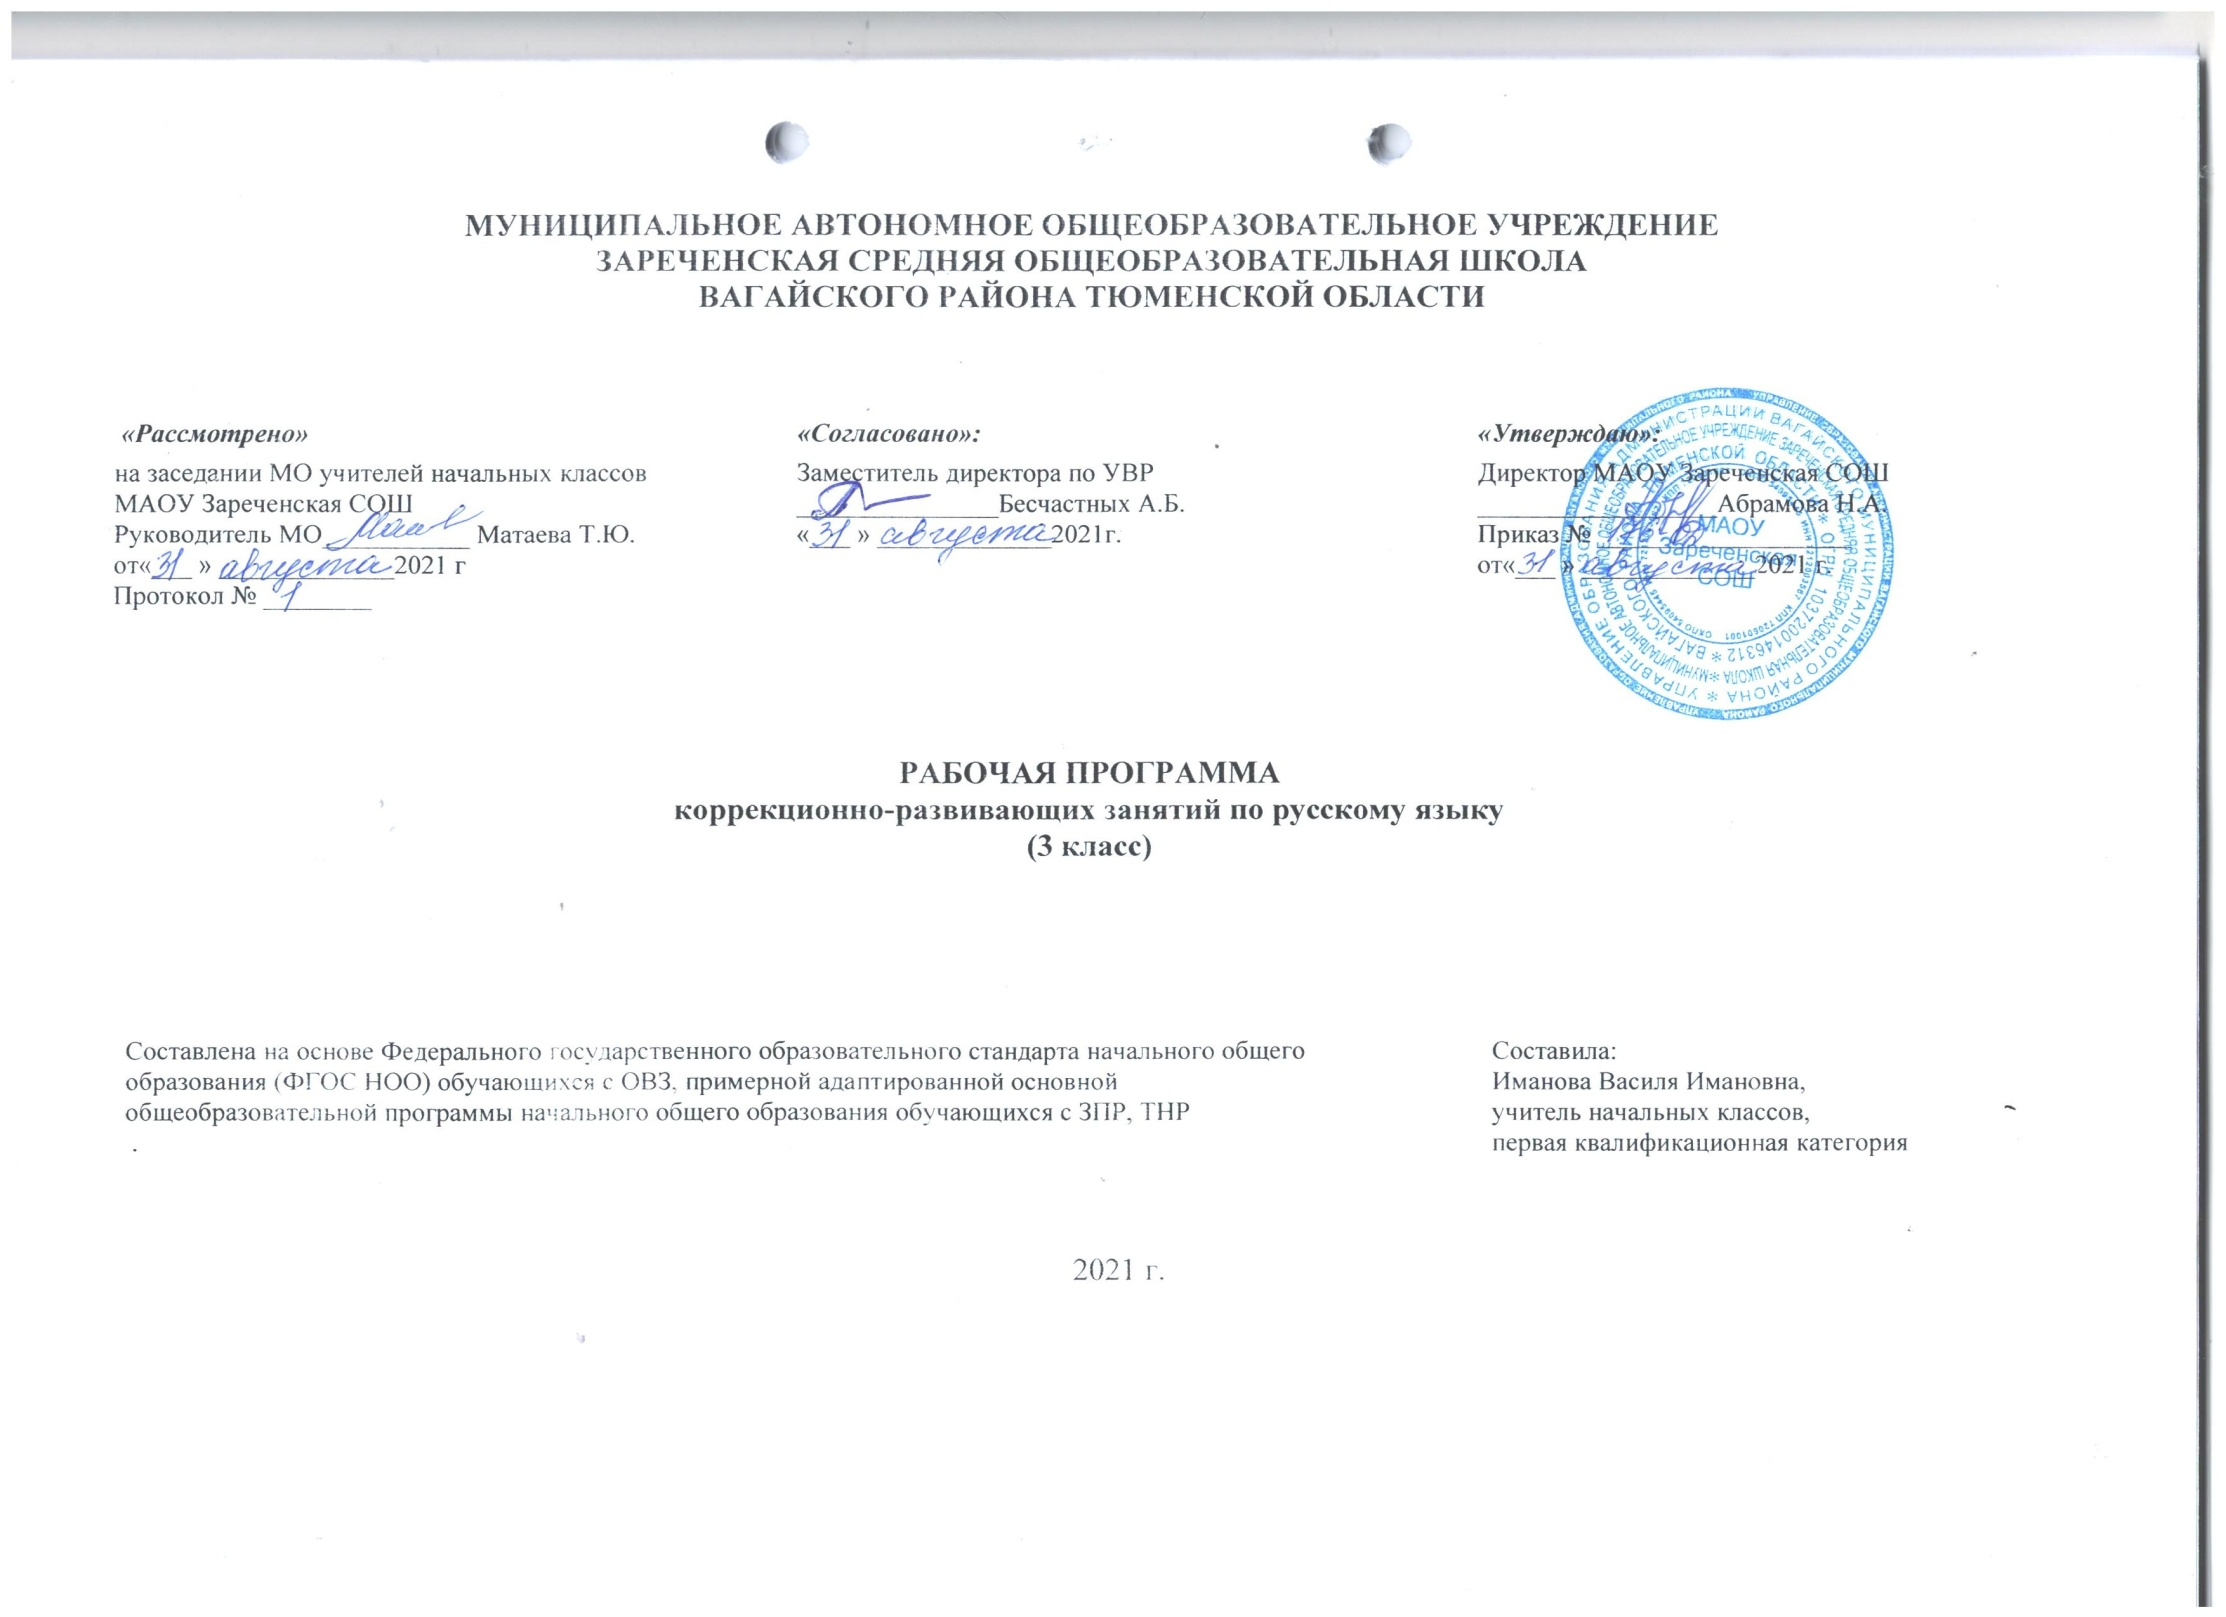 МУНИЦИПАЛЬНОЕ АВТОНОМНОЕ ОБЩЕОБРАЗОВАТЕЛЬНОЕ УЧРЕЖДЕНИЕ
ЗАРЕЧЕНСКАЯ СРЕДНЯЯ ОБЩЕОБРАЗОВАТЕЛЬНАЯ ШКОЛА
ВАГАЙСКОГО РАЙОНА ТЮМЕНСКОЙ ОБЛАСТИ
«Рассмотрено»
на заседании МО учителей начальных классов
МАОУ Зареченская СОШ
Руководитель МО Матаева Т.Ю.
от« 31 » августа 2021 г
Протокол № 1
«Согласовано»:
Заместитель директора по УВР
Бесчастных А.Б.
« 31 » августа 2021г.
«Утверждаю»:
Директор МАОУ Зареченская СОШ
Абрамова Н.А.
Приказ №
от« 31 » августа 2021 г.
МАОУ
Зареченская
СОШ
РАБОЧАЯ ПРОГРАММА
коррекционно-развивающих занятий по русскому языку
(3 класс)
Составлена на основе Федерального государственного образовательного стандарта начального общего
образования (ФГОС НОО) обучающихся с ОВЗ, примерной адаптированной основной
общеобразовательной программы начального общего образования обучающихся с ЗПР, ТНР
Составила:
Иманова Василя Имановна,
учитель начальных классов,
первая квалификационная категория
2021 г.